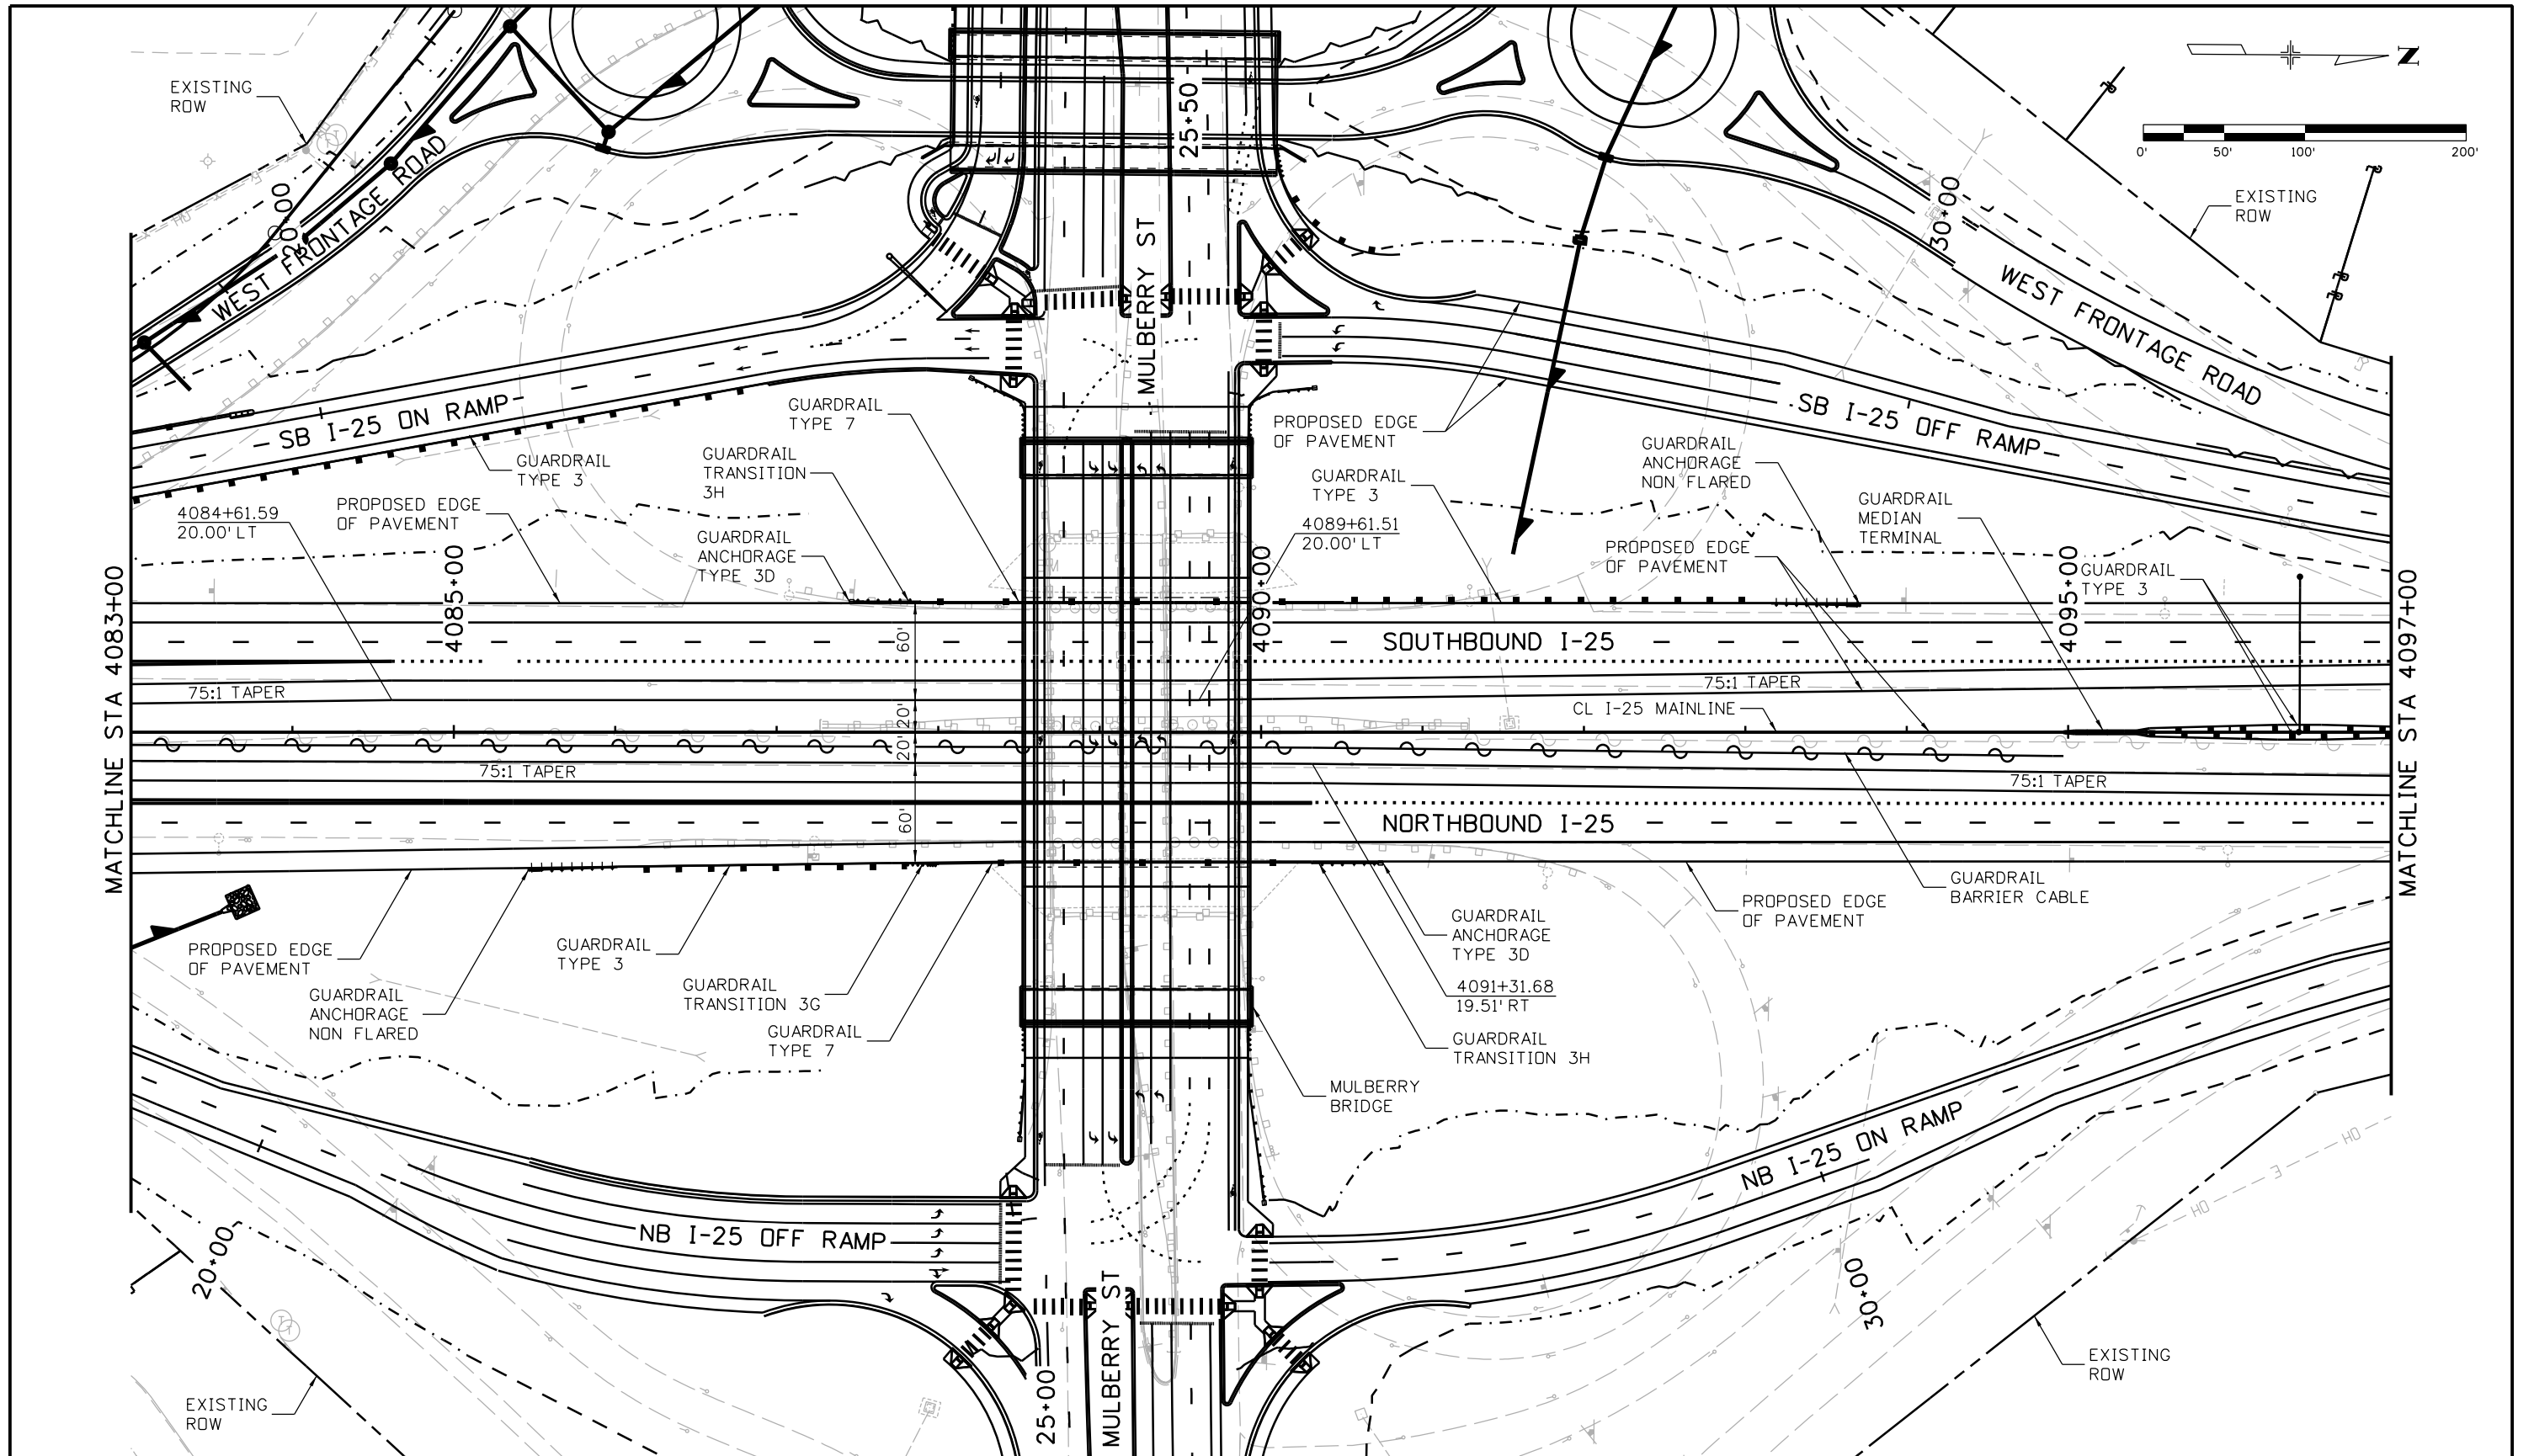 EXISTING
ROW
WEST FRONTAGE ROAD
25+50
MULBERRY ST
N
0'
50'
100'
200'
EXISTING
ROW
30+00
WEST FRONTAGE ROAD
SB I-25 ON RAMP
GUARDRAIL
TYPE 3
GUARDRAIL
TYPE 7
GUARDRAIL
TRANSITION
3H
GUARDRAIL
ANCHORAGE
TYPE 3D
PROPOSED EDGE
OF PAVEMENT
4084+61.59
20.00' LT
PROPOSED EDGE
OF PAVEMENT
SB I-25 OFF RAMP
GUARDRAIL
TYPE 3
4089+61.51
20.00' LT
GUARDRAIL
ANCHORAGE
NON FLARED
PROPOSED EDGE
OF PAVEMENT
GUARDRAIL
MEDIAN
TERMINAL
GUARDRAIL
TYPE 3
MATCHLINE STA 4083+00
4085+00
4090+00
4095+00
MATCHLINE STA 4097+00
60'
20'
20'
60'
SOUTHBOUND I-25
75:1 TAPER
75:1 TAPER
CL I-25 MAINLINE
75:1 TAPER
75:1 TAPER
NORTHBOUND I-25
PROPOSED EDGE
OF PAVEMENT
GUARDRAIL
ANCHORAGE
NON FLARED
GUARDRAIL
TYPE 3
GUARDRAIL
TRANSITION 3G
GUARDRAIL
TYPE 7
GUARDRAIL
ANCHORAGE
TYPE 3D
4091+31.68
19.51' RT
GUARDRAIL
TRANSITION 3H
MULBERRY
BRIDGE
PROPOSED EDGE
OF PAVEMENT
GUARDRAIL
BARRIER CABLE
NB I-25 OFF RAMP
NB I-25 ON RAMP
20+00
30+00
OH
E
OH
25+00
MULBERRY ST
EXISTING
ROW
EXISTING
ROW